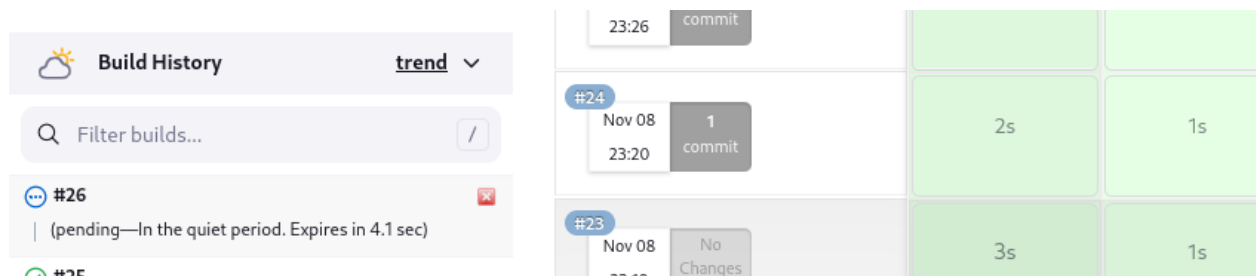 Build History
trend
Filter builds...
/
#26
(pending—In the quiet period. Expires in 4.1 sec)
#25
23:26
commit
#24
Nov 08
23:20
1
commit
2s
1s
#23
Nov 08
No
Changes
3s
1s